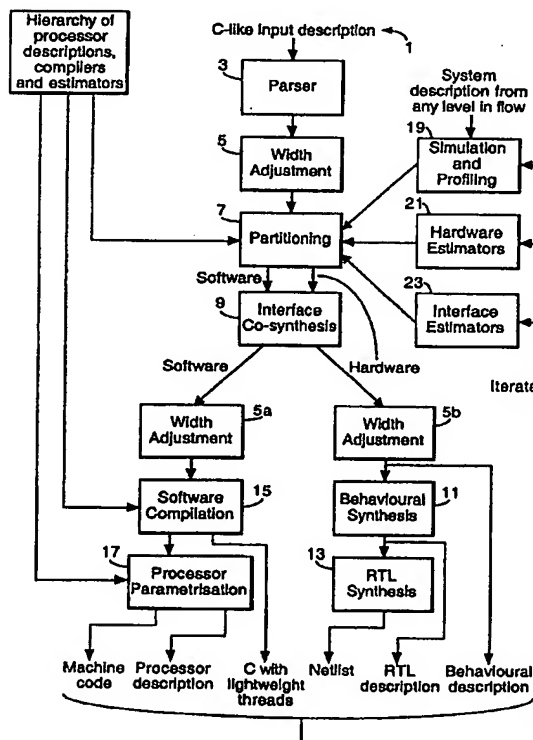 Hierarchy of
processor
descriptions,
compilers
and estimators
C-like input description
1
3
Parser
System
description from
any level in flow
5
Width
Adjustment
19
Simulation
and
Profiling
7
Partitioning
21
Hardware
Estimators
Software
9
Interface
Co-synthesis
23
Interface
Estimators
Software
Hardware
Iterate
Width
Adjustment
5a
Width
Adjustment
5b
Software
Compilation
15
Behavioural
Synthesis
11
17
Processor
Parametrisation
13
RTL
Synthesis
Machine
code
Processor
description
C with
lightweight
threads
Netlist
RTL
description
Behavioural
description